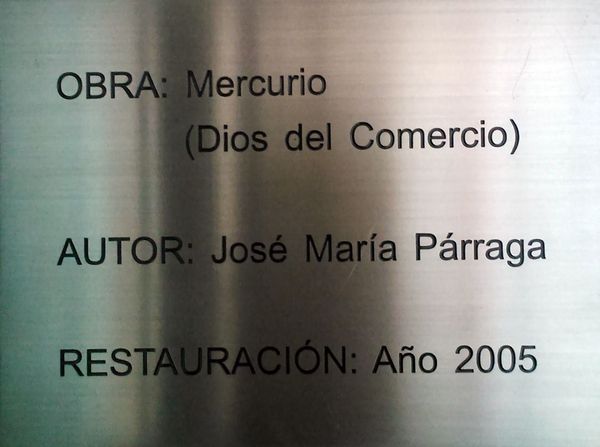 OBRA: Mercurio
(Dios del Comercio)
AUTOR: José María Párraga
RESTAURACIÓN: Año 2005